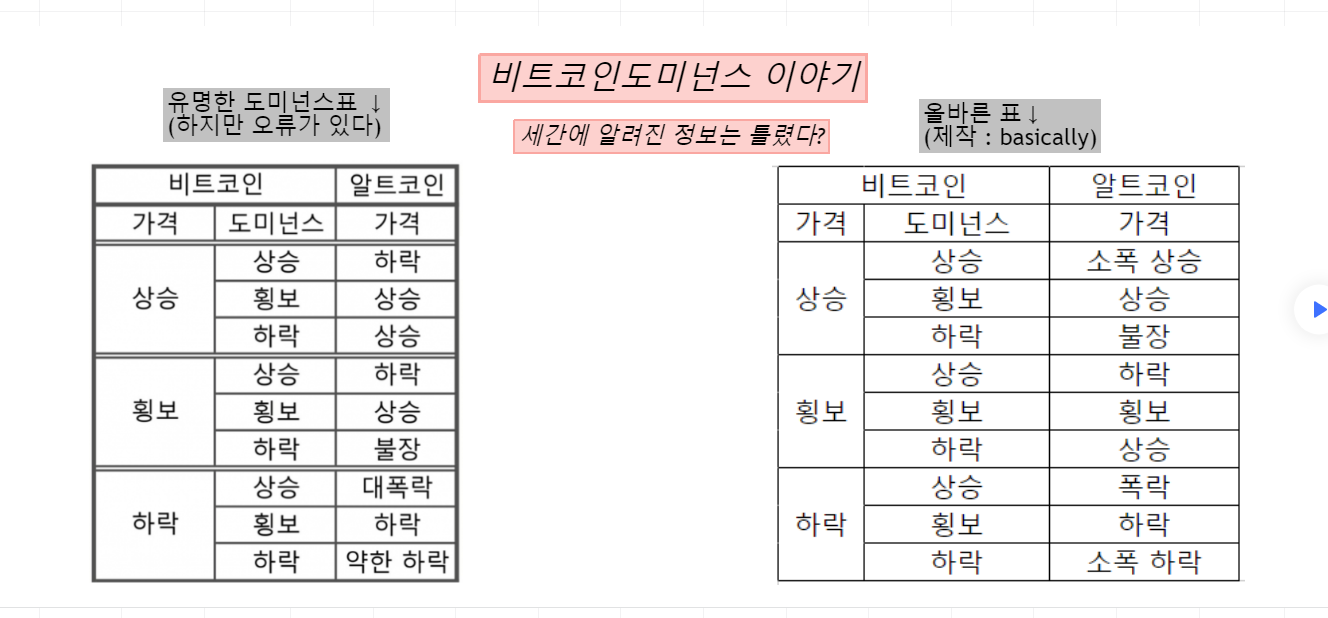 비트코인도미넌스 이야기
세간에 알려진 정보는 틀렸다?
유명한 도미넌스표 ↓
(하지만 오류가 있다)
비트코인 알트코인
가격 도미넌스 가격
상승 상승 하락
횡보 상승
하락 상승
횡보 상승 하락
횡보 상승
하락 불장
하락 상승 대폭락
횡보 하락
하락 약한 하락
올바른 표↓
(제작 : basically)
비트코인 알트코인
가격 도미넌스 가격
상승 상승 소폭 상승
횡보 상승
하락 불장
횡보 상승 하락
횡보 횡보
하락 상승
하락 상승 폭락
횡보 하락
하락 소폭 하락